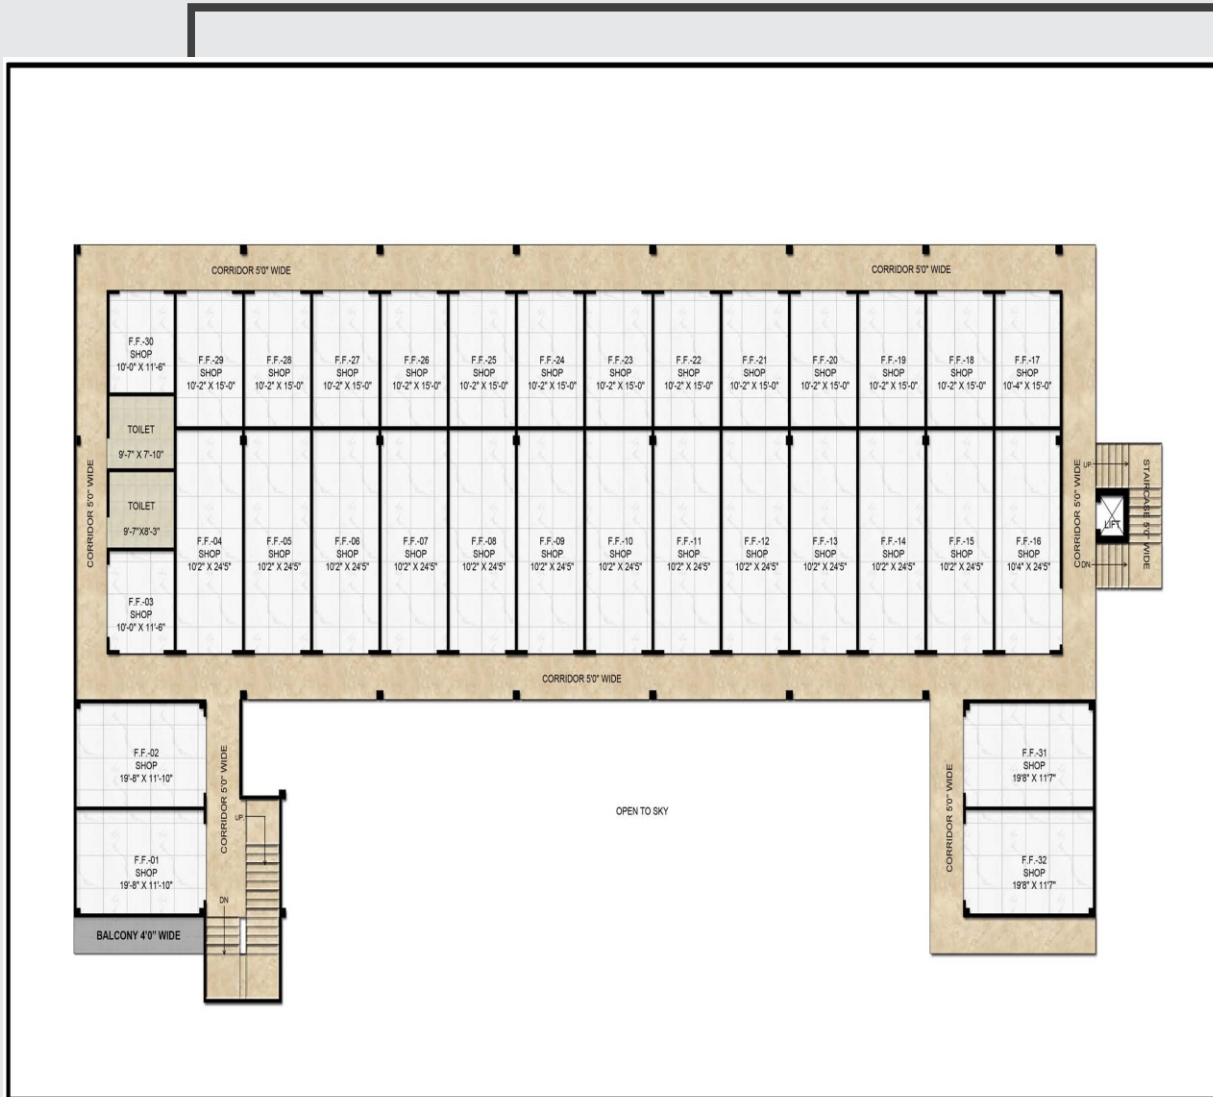 CORRIDOR 5'0" WIDE
CORRIDOR 5'0" WIDE
F.F.-30
SHOP
10'-0" X 11'-6"
F.F.-29
SHOP
10'-2" X 15'-0"
F.F.-28
SHOP
10'-2" X 15'-0"
F.F.-27
SHOP
10'-2" X 15'-0"
F.F.-26
SHOP
10'-2" X 15'-0"
F.F.-25
SHOP
10'-2" X 15'-0"
F.F.-24
SHOP
10'-2" X 15'-0"
F.F.-23
SHOP
10'-2" X 15'-0"
F.F.-22
SHOP
10'-2" X 15'-0"
F.F.-21
SHOP
10'-2" X 15'-0"
F.F.-20
SHOP
10'-2" X 15'-0"
F.F.-19
SHOP
10'-2" X 15'-0"
F.F.-18
SHOP
10'-2" X 15'-0"
F.F.-17
SHOP
10'-4" X 15'-0"
TOILET
9'-7" X 7'-10"
TOILET
9'-7"X8'-3"
CORRIDOR 5'0" WIDE
F.F.-03
SHOP
10'-0" X 11'-6"
F.F.-04
SHOP
10'2" X 24'5"
F.F.-05
SHOP
10'2" X 24'5"
F.F.-06
SHOP
10'2" X 24'5"
F.F.-07
SHOP
10'2" X 24'5"
F.F.-08
SHOP
10'2" X 24'5"
F.F.-09
SHOP
10'2" X 24'5"
F.F.-10
SHOP
10'2" X 24'5"
F.F.-11
SHOP
10'2" X 24'5"
F.F.-12
SHOP
10'2" X 24'5"
F.F.-13
SHOP
10'2" X 24'5"
F.F.-14
SHOP
10'2" X 24'5"
F.F.-15
SHOP
10'2" X 24'5"
F.F.-16
SHOP
10'4" X 24'5"
CORRIDOR 5'0" WIDE
UP
LIFT
DN
STAIRCASE 5'0" WIDE
CORRIDOR 5'0" WIDE
F.F.-02
SHOP
19'-8" X 11'-10"
F.F.-01
SHOP
19'-8" X 11'-10"
BALCONY 4'0" WIDE
CORRIDOR 5'0" WIDE
UP
DN
OPEN TO SKY
CORRIDOR 5'0" WIDE
F.F.-31
SHOP
19'8" X 11'7"
F.F.-32
SHOP
19'8" X 11'7"